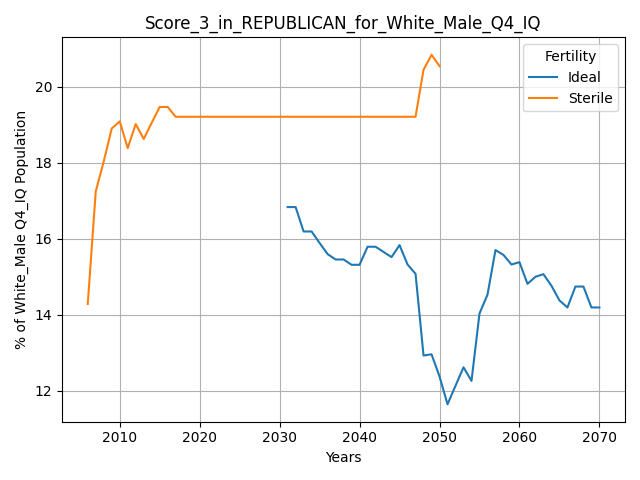 Score_3_in_REPUBLICAN_for_White_Male_Q4_IQ
% of White_Male Q4_IQ Population
20
18
16
14
12
Fertility
Ideal
Sterile
2010 2020 2030 2040 2050 2060 2070
Years